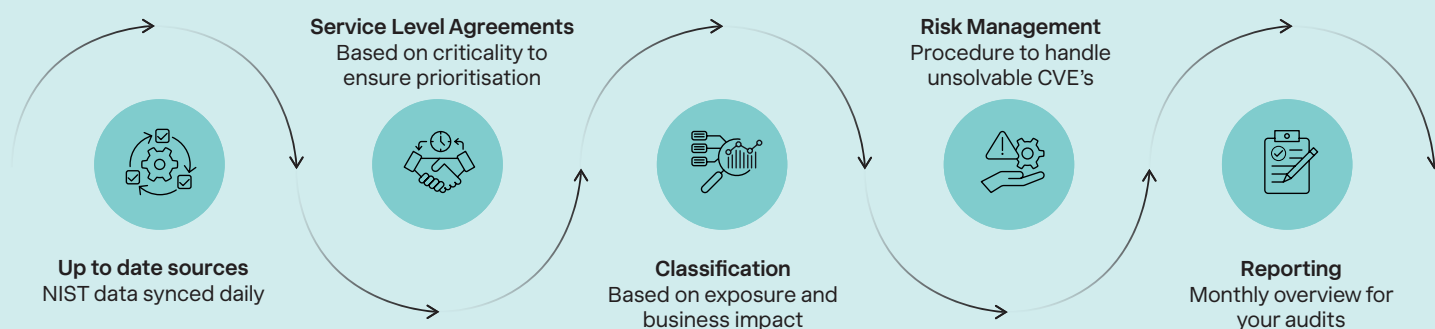 Up to date sources
NIST data synced daily
Service Level Agreements
Based on criticality to
ensure prioritisation
Classification
Based on exposure and
business impact
Risk Management
Procedure to handle
unsolvable CVE’s
Reporting
Monthly overview for
your audits